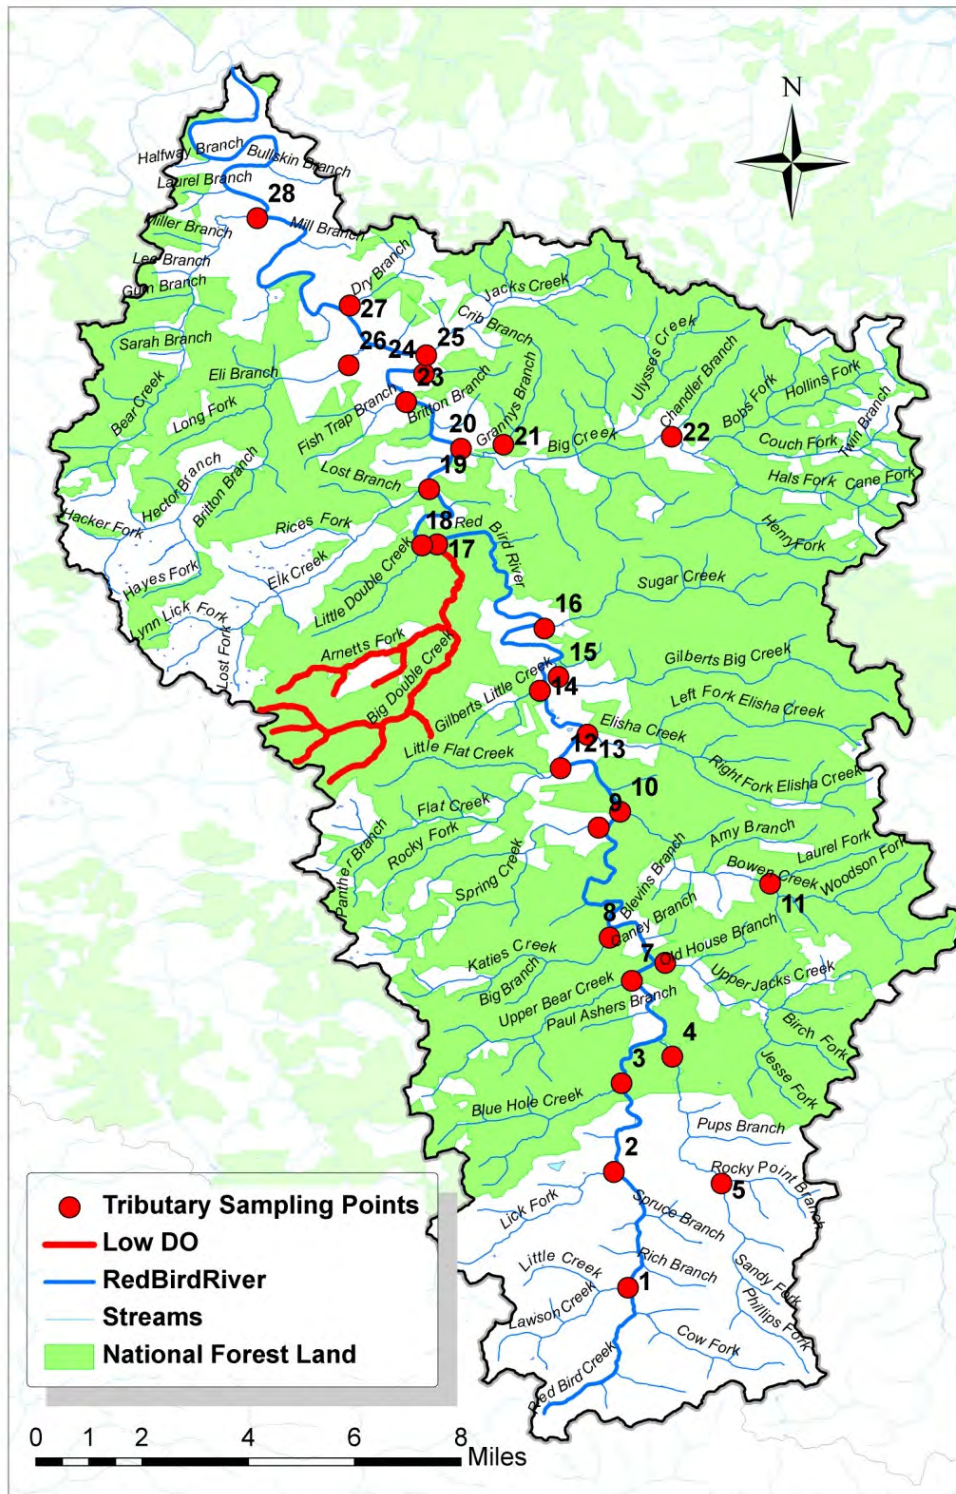 N
Halfway Branch
Bullskin Branch
Laurel Branch
28
Miller Branch
Mill Branch
Lee Branch
Gum Branch
Dry Branch
27
Jacks Creek
Sarah Branch
26
24
25
Crib Branch
Ulysses Creek
Eli Branch
23
Chandler Branch
Bobs Fork
Hollins Fork
Bear Creek
Long Fork
Fish Trap Branch
Britton Branch
Grannys Branch
Twin Branch
20
21
Big Creek
22
Couch Fork
Hector Branch
Britton Branch
Lost Branch
19
Hals Fork
Cane Fork
Hacker Fork
Rices Fork
18
Red
Bird River
Henry Fork
Hayes Fork
Elk Creek
Little Double Creek
17
Sugar Creek
Lynn Lick Fork
Lost Fork
16
Arnetts Fork
Big Double Creek
15
Gilberts Big Creek
Gilberts Little Creek
14
Left Fork Elisha Creek
Elisha Creek
Little Flat Creek
12
13
Right Fork Elisha Creek
Flat Creek
10
9
Panther Branch
Rocky Fork
Amy Branch
Laurel Fork
Spring Creek
Blevins Branch
Bowen Creek
Woodson Fork
11
8
Caney Branch
Old House Branch
Katies Creek
7
Big Branch
Upper Bear Creek
Upper Jacks Creek
Paul Ashers Branch
Birch Fork
4
3
Jesse Fork
Blue Hole Creek
Pups Branch
2
Rocky Point Branch
5
Lick Fork
Spruce Branch
Little Creek
Rich Branch
Sandy Fork
1
Lawson Creek
Phillips Fork
Cow Fork
Red Bird Creek
Tributary Sampling Points
Low DO
RedBirdRiver
Streams
National Forest Land
0 1 2 4 6 8
Miles